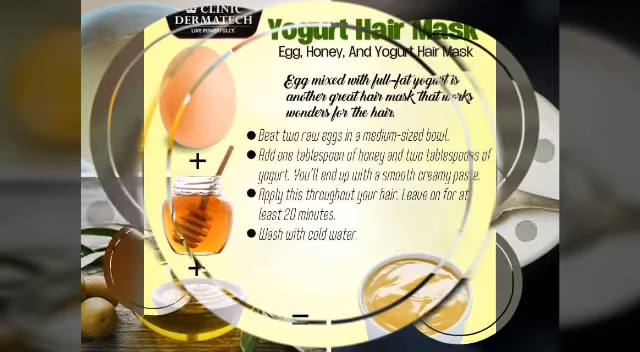 CLINIC
DERMATECH
LIVE POWERFULLY.
Yogurt Hair Mask
Egg, Honey, And Yogurt Hair Mask
Egg mixed with full-fat yogurt is
another great hair mask that works
wonders for the hair.
● Beat two raw eggs in a medium-sized bowl.
● Add one tablespoon of honey and two tablespoons of
yogurt. You'll end up with a smooth creamy paste.
● Apply this throughout your hair. Leave on for at
least 20 minutes.
● Wash with cold water.
+
+
=